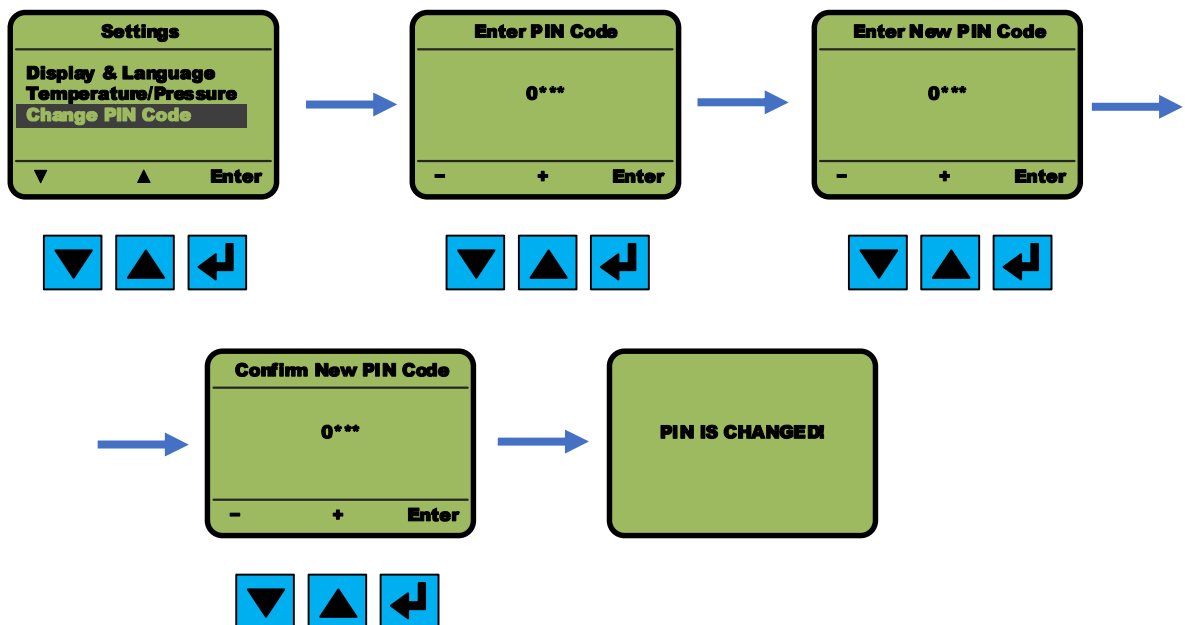 Settings
Display & Language
Temperature/Pressure
Change PIN Code
▼ ▲ Enter
Enter PIN Code
0***
- + Enter
Enter New PIN Code
0***
- + Enter
Confirm New PIN Code
0***
- + Enter
PIN IS CHANGED!